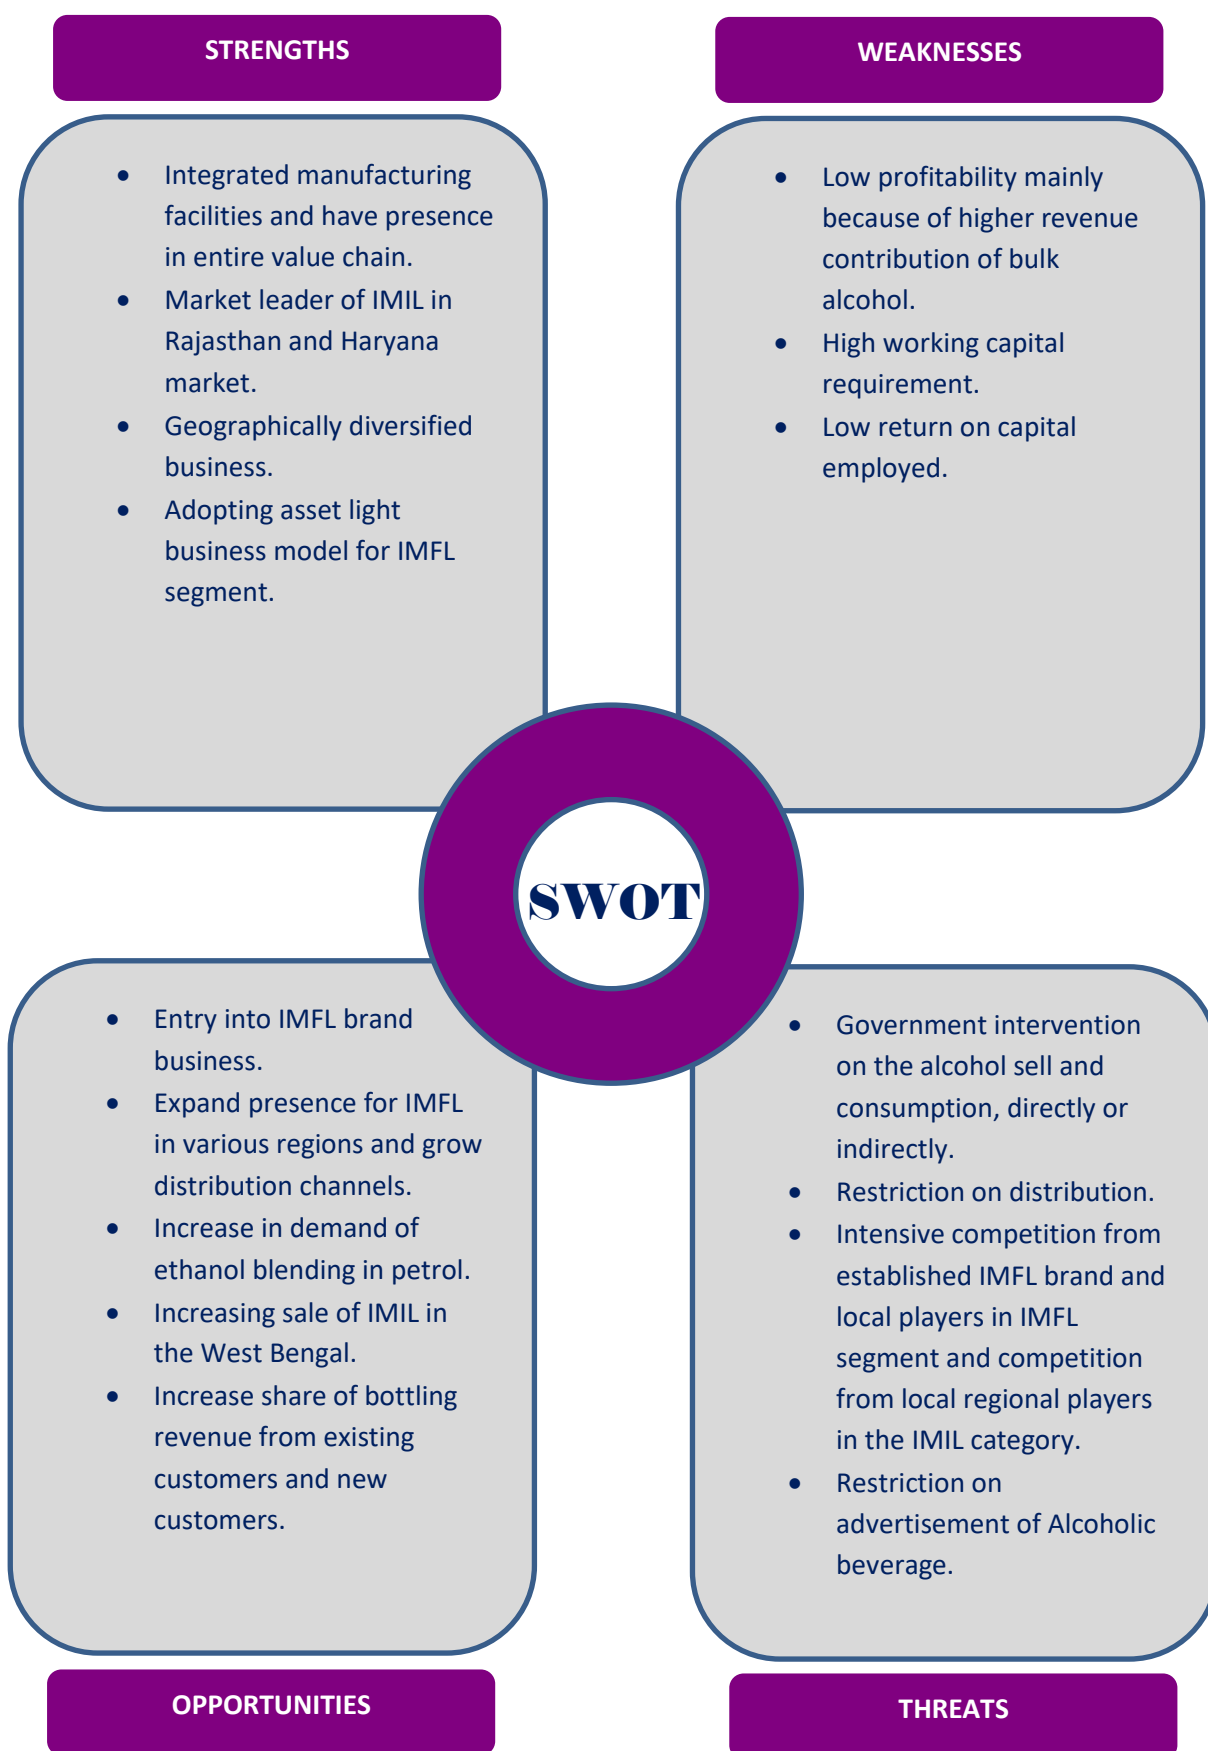 STRENGTHS
• Integrated manufacturing
facilities and have presence
in entire value chain.
• Market leader of IMIL in
Rajasthan and Haryana
market.
• Geographically diversified
business.
• Adopting asset light
business model for IMFL
segment.
WEAKNESSES
• Low profitability mainly
because of higher revenue
contribution of bulk
alcohol.
• High working capital
requirement.
• Low return on capital
employed.
SWOT
• Entry into IMFL brand
business.
• Expand presence for IMFL
in various regions and grow
distribution channels.
• Increase in demand of
ethanol blending in petrol.
• Increasing sale of IMIL in
the West Bengal.
• Increase share of bottling
revenue from existing
customers and new
customers.
OPPORTUNITIES
• Government intervention
on the alcohol sell and
consumption, directly or
indirectly.
• Restriction on distribution.
• Intensive competition from
established IMFL brand and
local players in IMFL
segment and competition
from local regional players
in the IMIL category.
• Restriction on
advertisement of Alcoholic
beverage.
THREATS